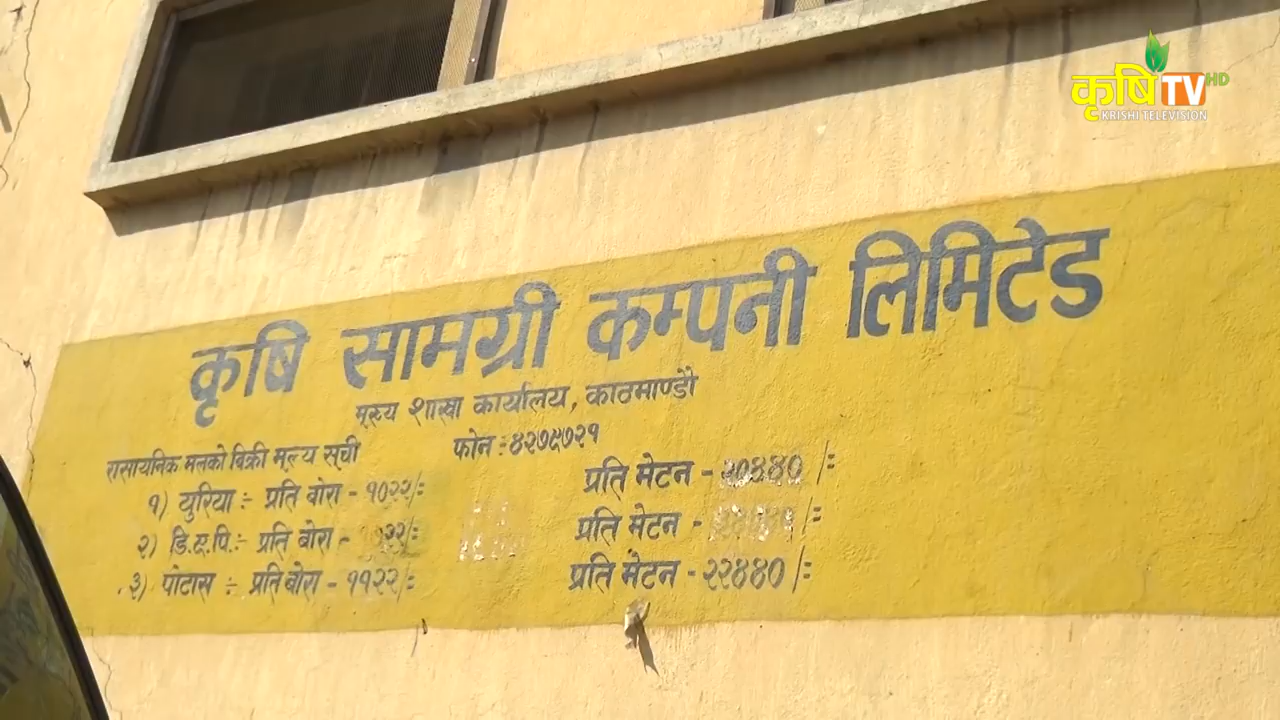 कृषि TV HD
KRISHI TELEVISION
कृषि सामग्री कम्पनी लिमिटेड
मूख्य शाखा कार्यालय, काठमाण्डौ
फोन : ४२७९७२१
रासायनिक मलको बिक्री मूल्य सूची
१) युरिया ÷ प्रति बोरा - १०२२/= प्रति मेटन - २०४४० /=
२) डि.ए.पि. ÷ प्रति बोरा - प्रति मेटन - /=
३) पोटास ÷ प्रति बोरा - ११२२/= प्रति मेटन - २२४४० /=